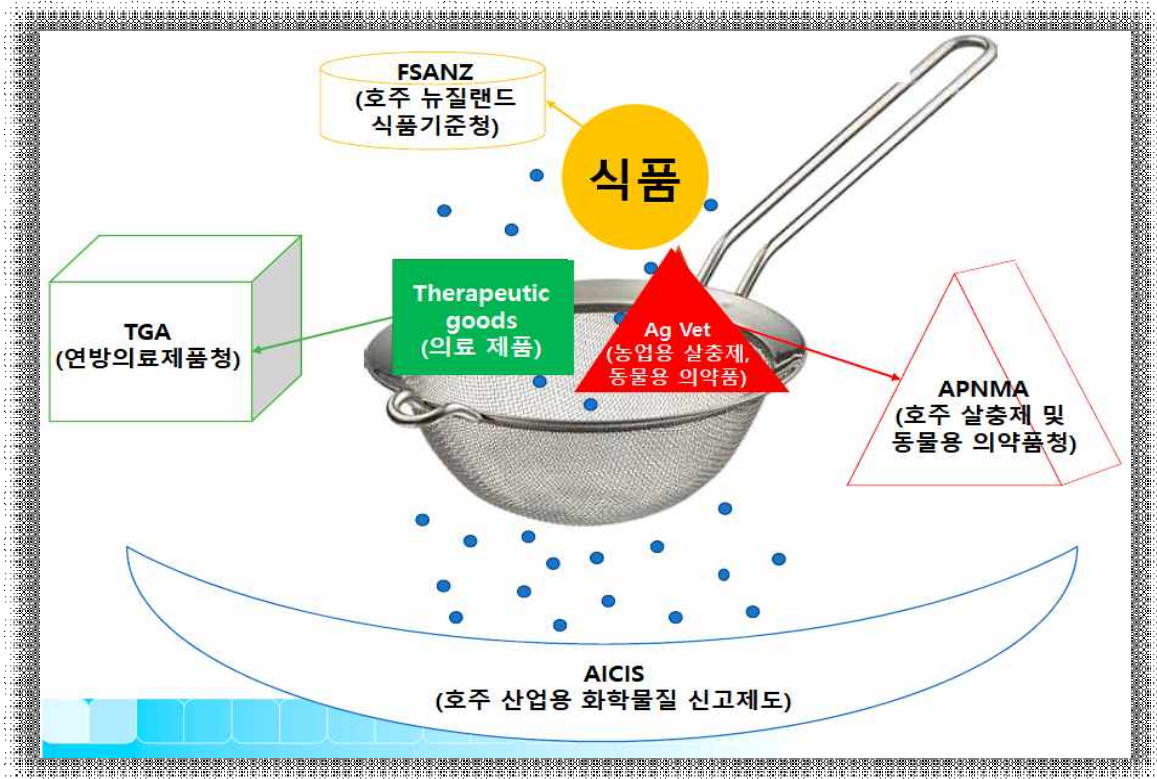 FSANZ
(호주 뉴질랜드
식품기준청)
식품
Therapeutic
goods
(의료 제품)
TGA
(연방의료제품청)
Ag Vet
(농업용 살충제,
동물용 의약품)
APNMA
(호주 살충제 및
동물용 의약품청)
AICIS
(호주 산업용 화학물질 신고제도)